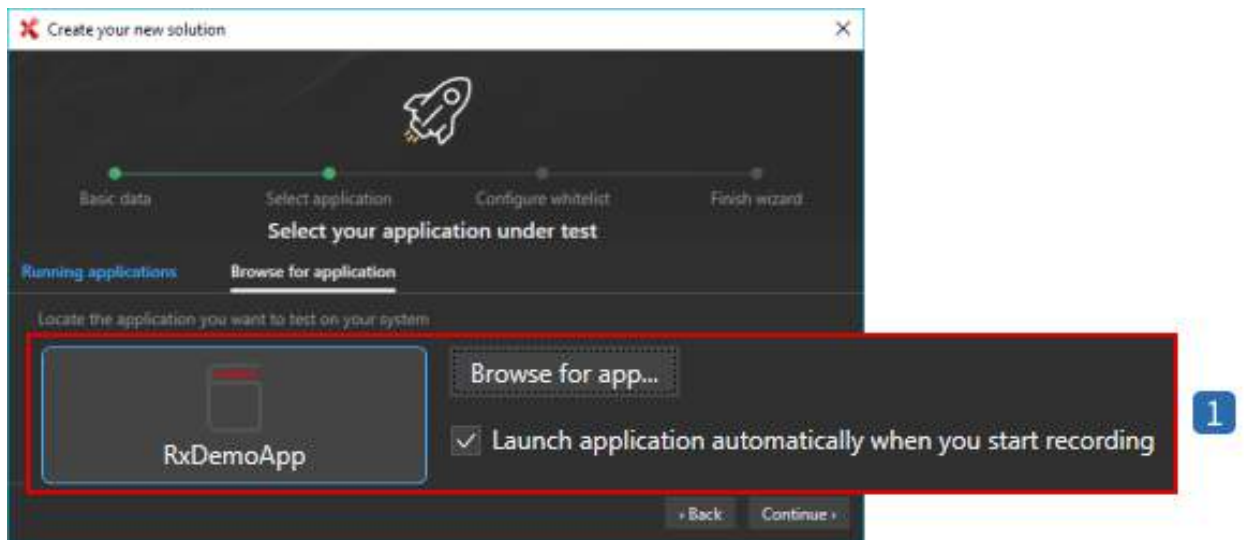 Create your new solution
Basic data Select application Configure whitelist Finish wizard
Select your application under test
Running applications Browse for application
Locate the application you want to test on your system
Browse for app...
1
Launch application automatically when you start recording
RxDemoApp
‹ Back Continue ›